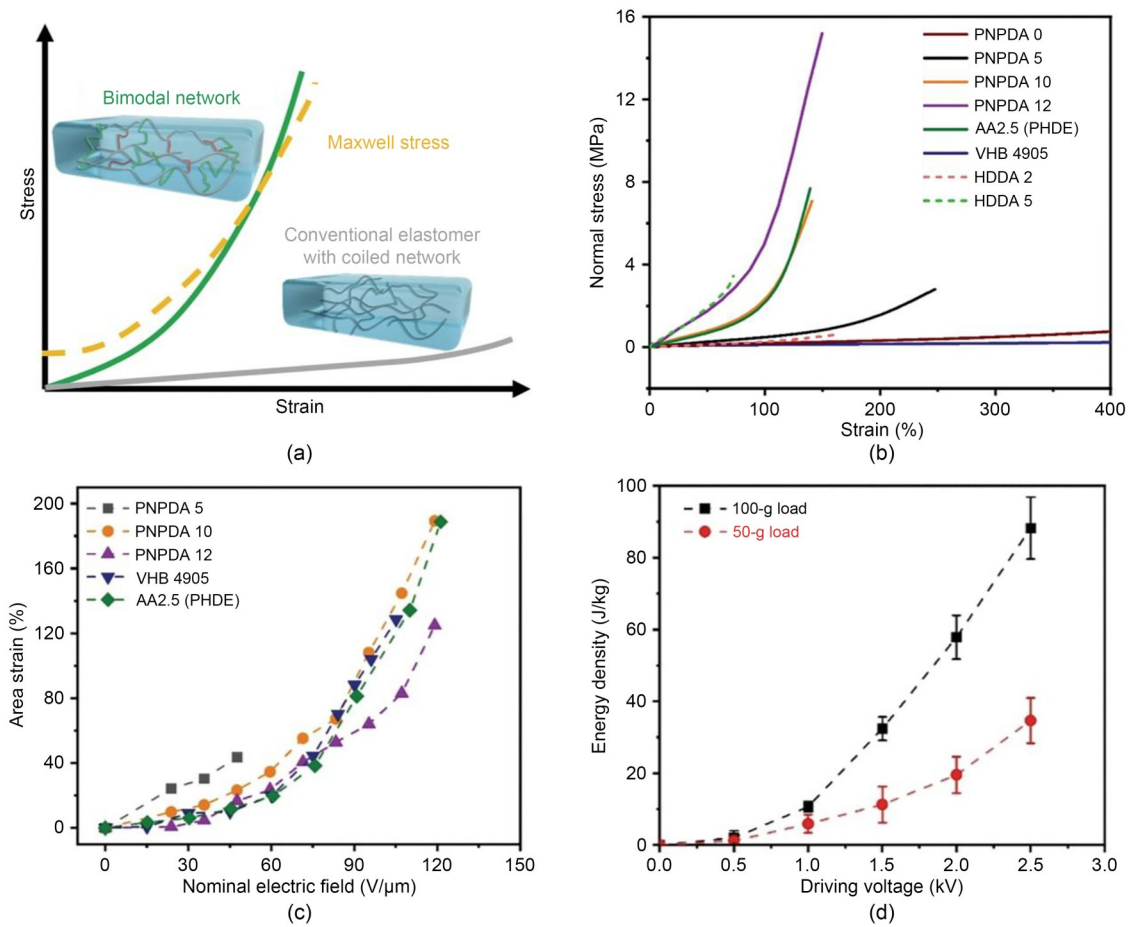 Bimodal network
Maxwell stress
Conventional elastomer
with coiled network
Stress
Strain
(a)
16
12
8
4
0
PNPDA 0
PNPDA 5
PNPDA 10
PNPDA 12
AA2.5 (PHDE)
VHB 4905
HDDA 2
HDDA 5
Normal stress (MPa)
0
100
200
300
400
Strain (%)
(b)
200
160
120
80
40
0
PNPDA 5
PNPDA 10
PNPDA 12
VHB 4905
AA2.5 (PHDE)
Area strain (%)
0
30
60
90
120
150
Nominal electric field (V/μm)
(c)
100
80
60
40
20
0
100-g load
50-g load
Energy density (J/kg)
0.0
0.5
1.0
1.5
2.0
2.5
3.0
Driving voltage (kV)
(d)